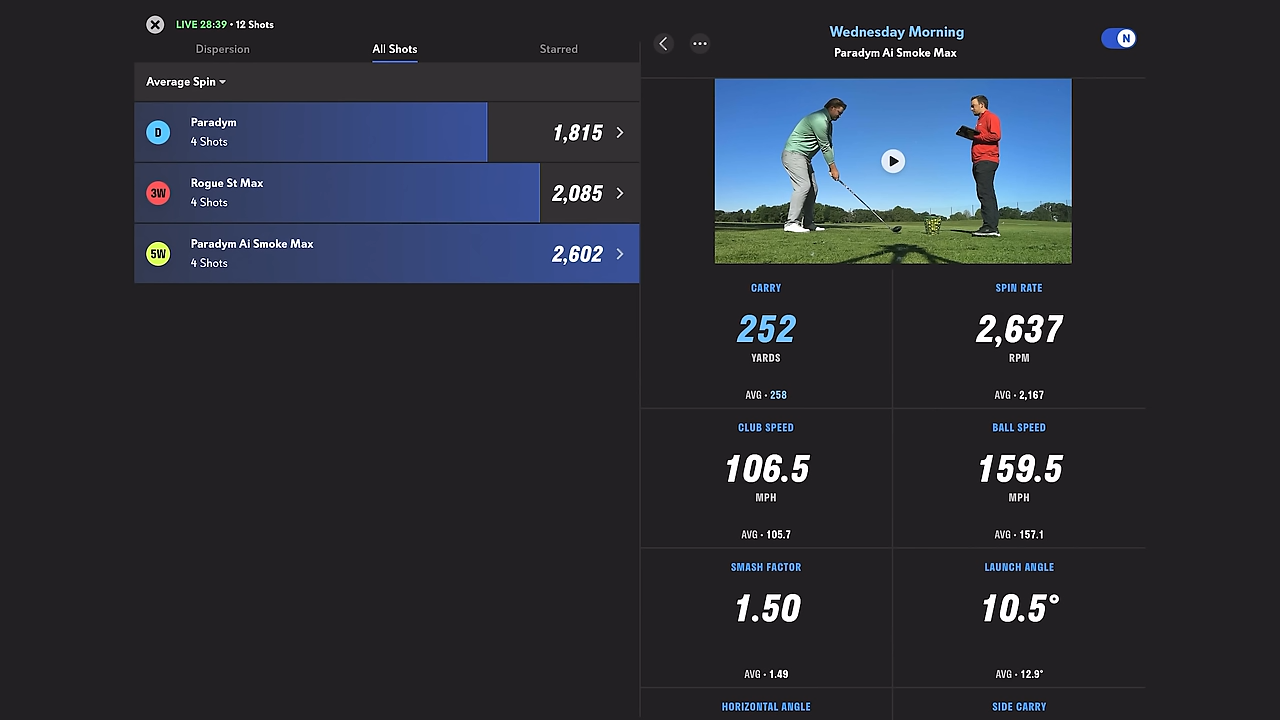 LIVE 28:39 • 12 Shots
Dispersion
All Shots
Starred
Average Spin
D
Paradym
4 Shots
1,815
3W
Rogue St Max
4 Shots
2,085
5W
Paradym Ai Smoke Max
4 Shots
2,602
Wednesday Morning
Paradym Ai Smoke Max
N
CARRY
252
YARDS
AVG • 258
SPIN RATE
2,637
RPM
AVG • 2,167
CLUB SPEED
106.5
MPH
AVG • 105.7
BALL SPEED
159.5
MPH
AVG • 157.1
SMASH FACTOR
1.50
AVG • 1.49
LAUNCH ANGLE
10.5°
AVG • 12.9°
HORIZONTAL ANGLE
SIDE CARRY